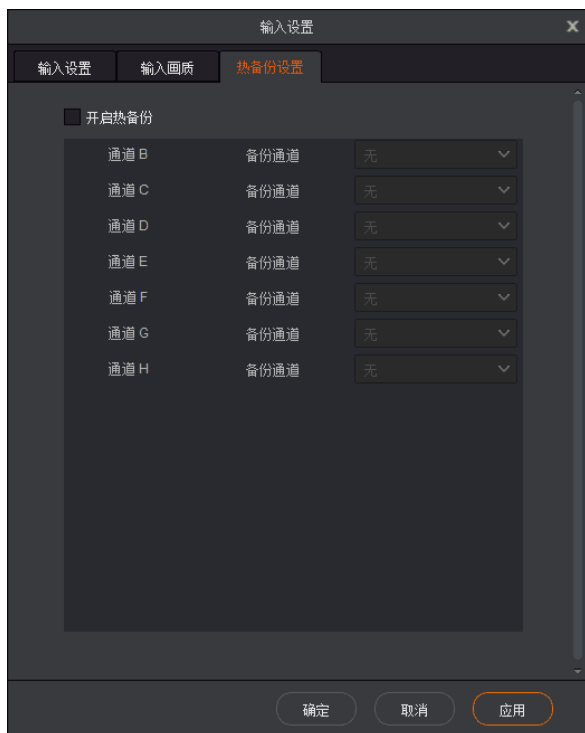 输入设置
输入设置 输入画质 热备份设置
开启热备份
通道 B 备份通道 无
通道 C 备份通道 无
通道 D 备份通道 无
通道 E 备份通道 无
通道 F 备份通道 无
通道 G 备份通道 无
通道 H 备份通道 无
确定 取消 应用